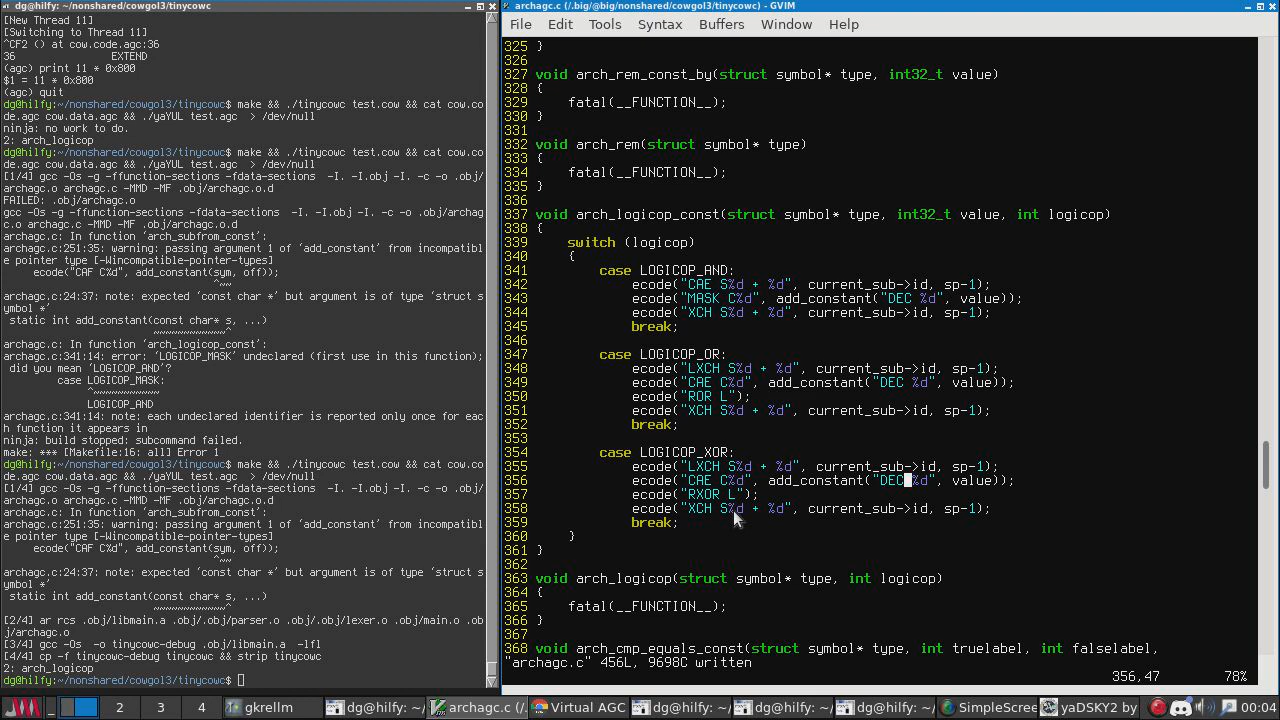 dg@hilfy: ~/nonshared/cowgol3/tinycowc
[New Thread 11]
[Switching to Thread 11]
^CF2 () at cow.code.agc:36
36                  EXTEND
(agc) print 11 * 0x800
$1 = 11 * 0x800
(agc) quit
dg@hilfy:~/nonshared/cowgol3/tinycowc$ make && ./tinycowc test.cow && cat cow.co
de.agc cow.data.agc && ./yaYUL test.agc  > /dev/null
ninja: no work to do.
2: arch_logicop
dg@hilfy:~/nonshared/cowgol3/tinycowc$ make && ./tinycowc test.cow && cat cow.co
de.agc cow.data.agc && ./yaYUL test.agc  > /dev/null
[1/4] gcc -Os -g -ffunction-sections -fdata-sections  -I. -I.obj -I. -c -o .obj/
archagc.o archagc.c -MMD -MF .obj/archagc.o.d
FAILED: .obj/archagc.o
gcc -Os -g -ffunction-sections -fdata-sections  -I. -I.obj -I. -c -o .obj/archag
c.o archagc.c -MMD -MF .obj/archagc.o.d
archagc.c: In function ‘arch_subfrom_const’:
archagc.c:251:35: warning: passing argument 1 of ‘add_constant’ from incompatibl
e pointer type [-Wincompatible-pointer-types]
ecode("CAF C%d", add_constant(sym, off));
^~~
archagc.c:24:37: note: expected ‘const char *’ but argument is of type ‘struct s
ymbol *’
static int add_constant(const char* s, ...)
~~~~~~~~~~~~^
archagc.c: In function ‘arch_logicop_const’:
archagc.c:341:14: error: ‘LOGICOP_MASK’ undeclared (first use in this function);
did you mean ‘LOGICOP_AND’?
case LOGICOP_MASK:
^~~~~~~~~~~~
LOGICOP_AND
archagc.c:341:14: note: each undeclared identifier is reported only once for eac
h function it appears in
ninja: build stopped: subcommand failed.
make: *** [Makefile:16: all] Error 1
dg@hilfy:~/nonshared/cowgol3/tinycowc$ make && ./tinycowc test.cow && cat cow.co
de.agc cow.data.agc && ./yaYUL test.agc  > /dev/null
[1/4] gcc -Os -g -ffunction-sections -fdata-sections  -I. -I.obj -I. -c -o .obj/
archagc.o archagc.c -MMD -MF .obj/archagc.o.d
archagc.c: In function ‘arch_subfrom_const’:
archagc.c:251:35: warning: passing argument 1 of ‘add_constant’ from incompatibl
e pointer type [-Wincompatible-pointer-types]
ecode("CAF C%d", add_constant(sym, off));
^~~
archagc.c:24:37: note: expected ‘const char *’ but argument is of type ‘struct s
ymbol *’
static int add_constant(const char* s, ...)
~~~~~~~~~~~~^
[2/4] ar rcs .obj/libmain.a .obj/.obj/parser.o .obj/.obj/lexer.o .obj/main.o .ob
j/archagc.o
[3/4] gcc -Os  -o tinycowc-debug .obj/libmain.a  -lfl
[4/4] cp -f tinycowc-debug tinycowc && strip tinycowc
2: arch_logicop
dg@hilfy:~/nonshared/cowgol3/tinycowc$
archagc.c (/.big/@big/nonshared/cowgol3/tinycowc) - GVIM
File Edit Tools Syntax Buffers Window Help
325 }
326
327 void arch_rem_const_by(struct symbol* type, int32_t value)
328 {
329     fatal(__FUNCTION__);
330 }
331
332 void arch_rem(struct symbol* type)
333 {
334     fatal(__FUNCTION__);
335 }
336
337 void arch_logicop_const(struct symbol* type, int32_t value, int logicop)
338 {
339     switch (logicop)
340     {
341         case LOGICOP_AND:
342             ecode("CAE S%d + %d", current_sub->id, sp-1);
343             ecode("MASK C%d", add_constant("DEC %d", value));
344             ecode("XCH S%d + %d", current_sub->id, sp-1);
345             break;
346
347         case LOGICOP_OR:
348             ecode("LXCH S%d + %d", current_sub->id, sp-1);
349             ecode("CAE C%d", add_constant("DEC %d", value));
350             ecode("ROR L");
351             ecode("XCH S%d + %d", current_sub->id, sp-1);
352             break;
353
354         case LOGICOP_XOR:
355             ecode("LXCH S%d + %d", current_sub->id, sp-1);
356             ecode("CAE C%d", add_constant("DEC %d", value));
357             ecode("RXOR L");
358             ecode("XCH S%d + %d", current_sub->id, sp-1);
359             break;
360     }
361 }
362
363 void arch_logicop(struct symbol* type, int logicop)
364 {
365     fatal(__FUNCTION__);
366 }
367
368 void arch_cmp_equals_const(struct symbol* type, int truelabel, int falselabel,
"archagc.c" 456L, 9698C written
356,47 78%
2 3 4 gkrellm dg@hilfy: ~/ archagc.c (/. Virtual AGC dg@hilfy: ~/ dg@hilfy: ~/ dg@hilfy: ~/ SimpleScree yaDSKY2 by 00:04